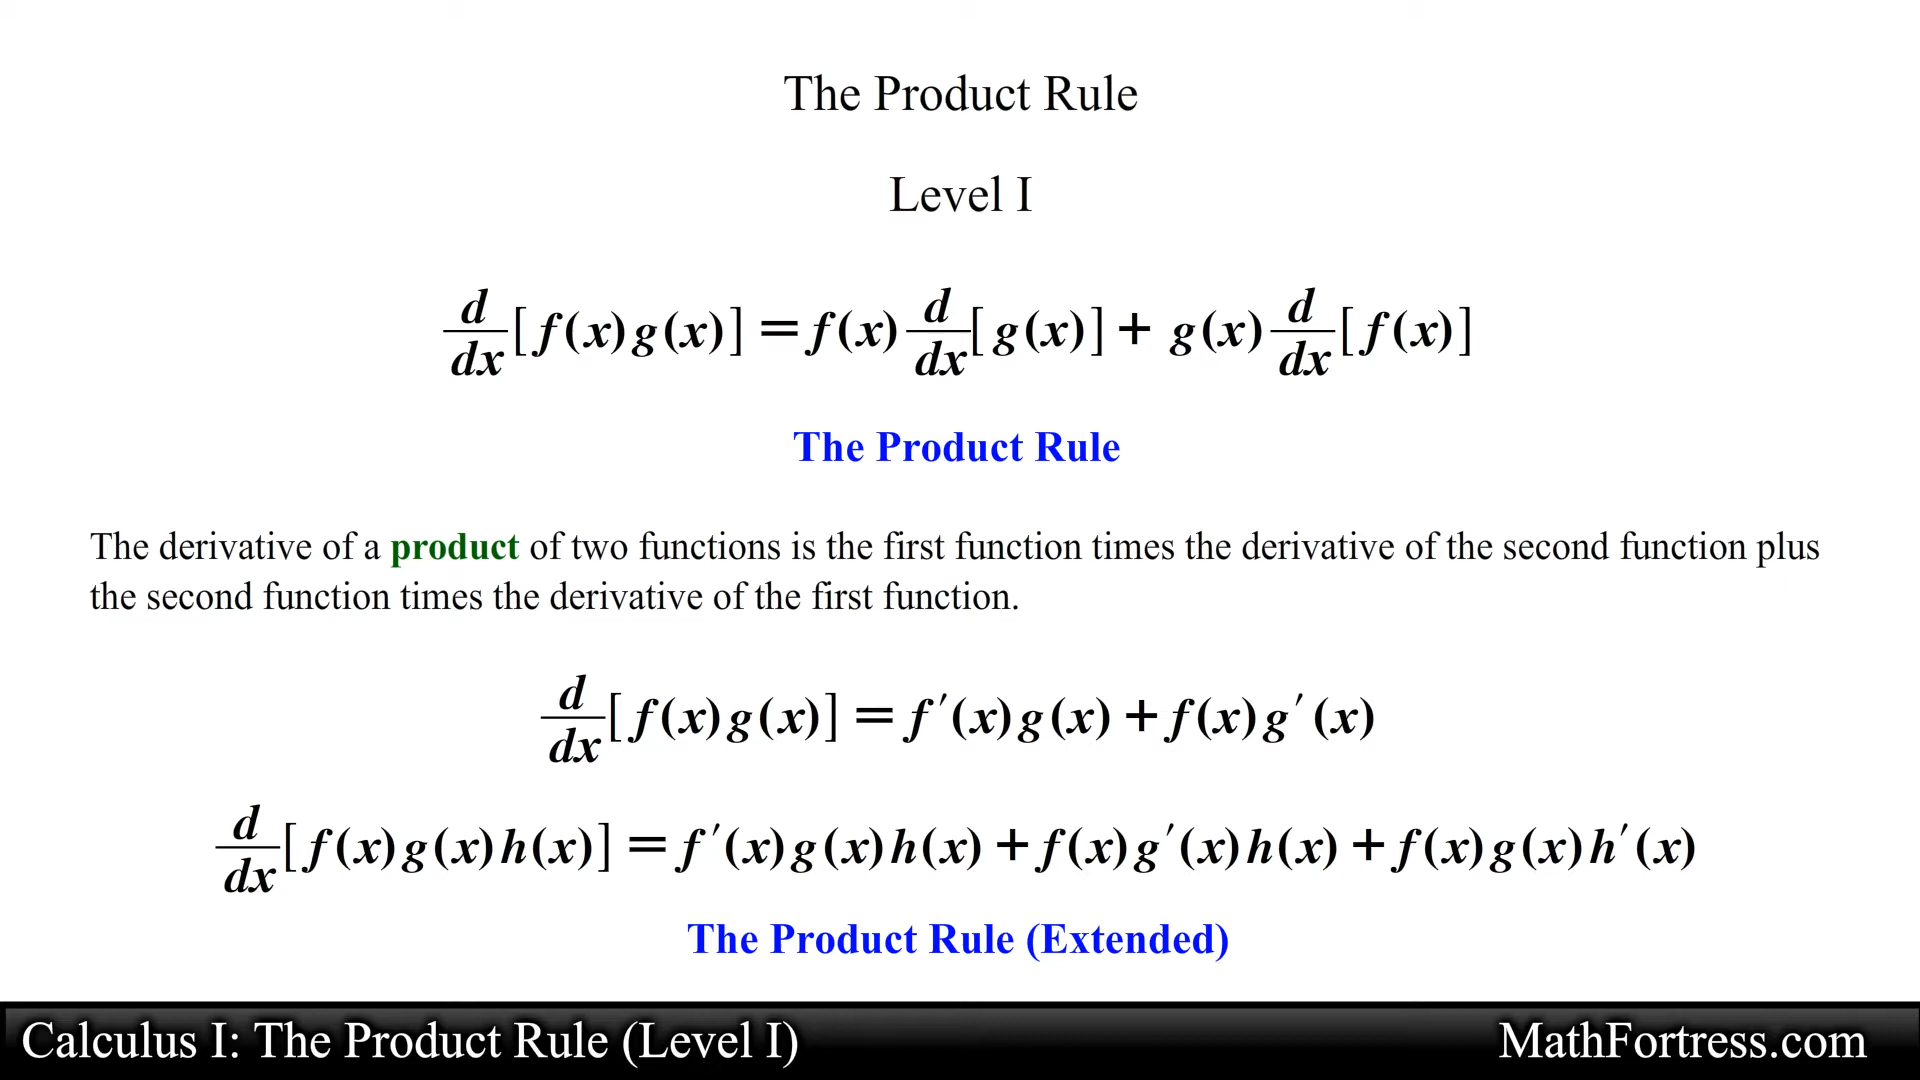 The Product Rule
Level I
d/dx [f(x)g(x)] = f(x) d/dx [g(x)] + g(x) d/dx [f(x)]
The Product Rule
The derivative of a product of two functions is the first function times the derivative of the second function plus
the second function times the derivative of the first function.
d/dx [f(x)g(x)] = f′(x)g(x) + f(x)g′(x)
d/dx [f(x)g(x)h(x)] = f′(x)g(x)h(x) + f(x)g′(x)h(x) + f(x)g(x)h′(x)
The Product Rule (Extended)
Calculus I: The Product Rule (Level I)
MathFortress.com